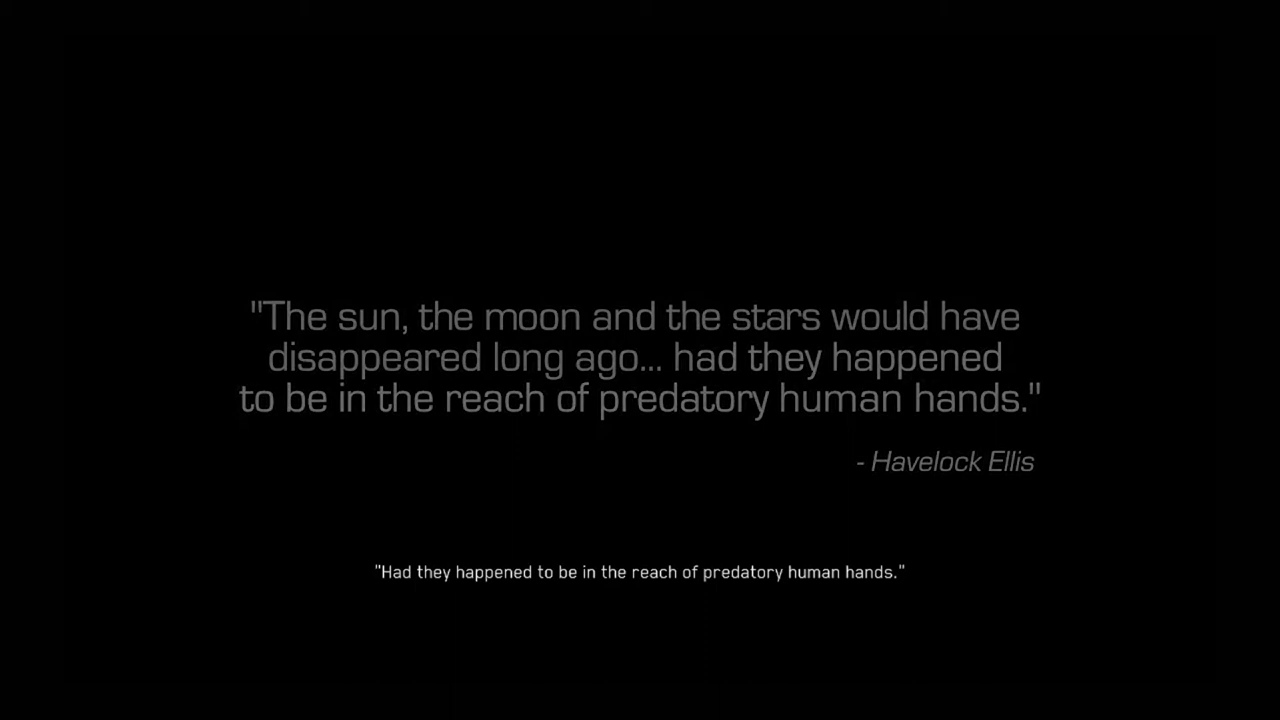 "The sun, the moon and the stars would have
disappeared long ago... had they happened
to be in the reach of predatory human hands."
- Havelock Ellis
"Had they happened to be in the reach of predatory human hands."